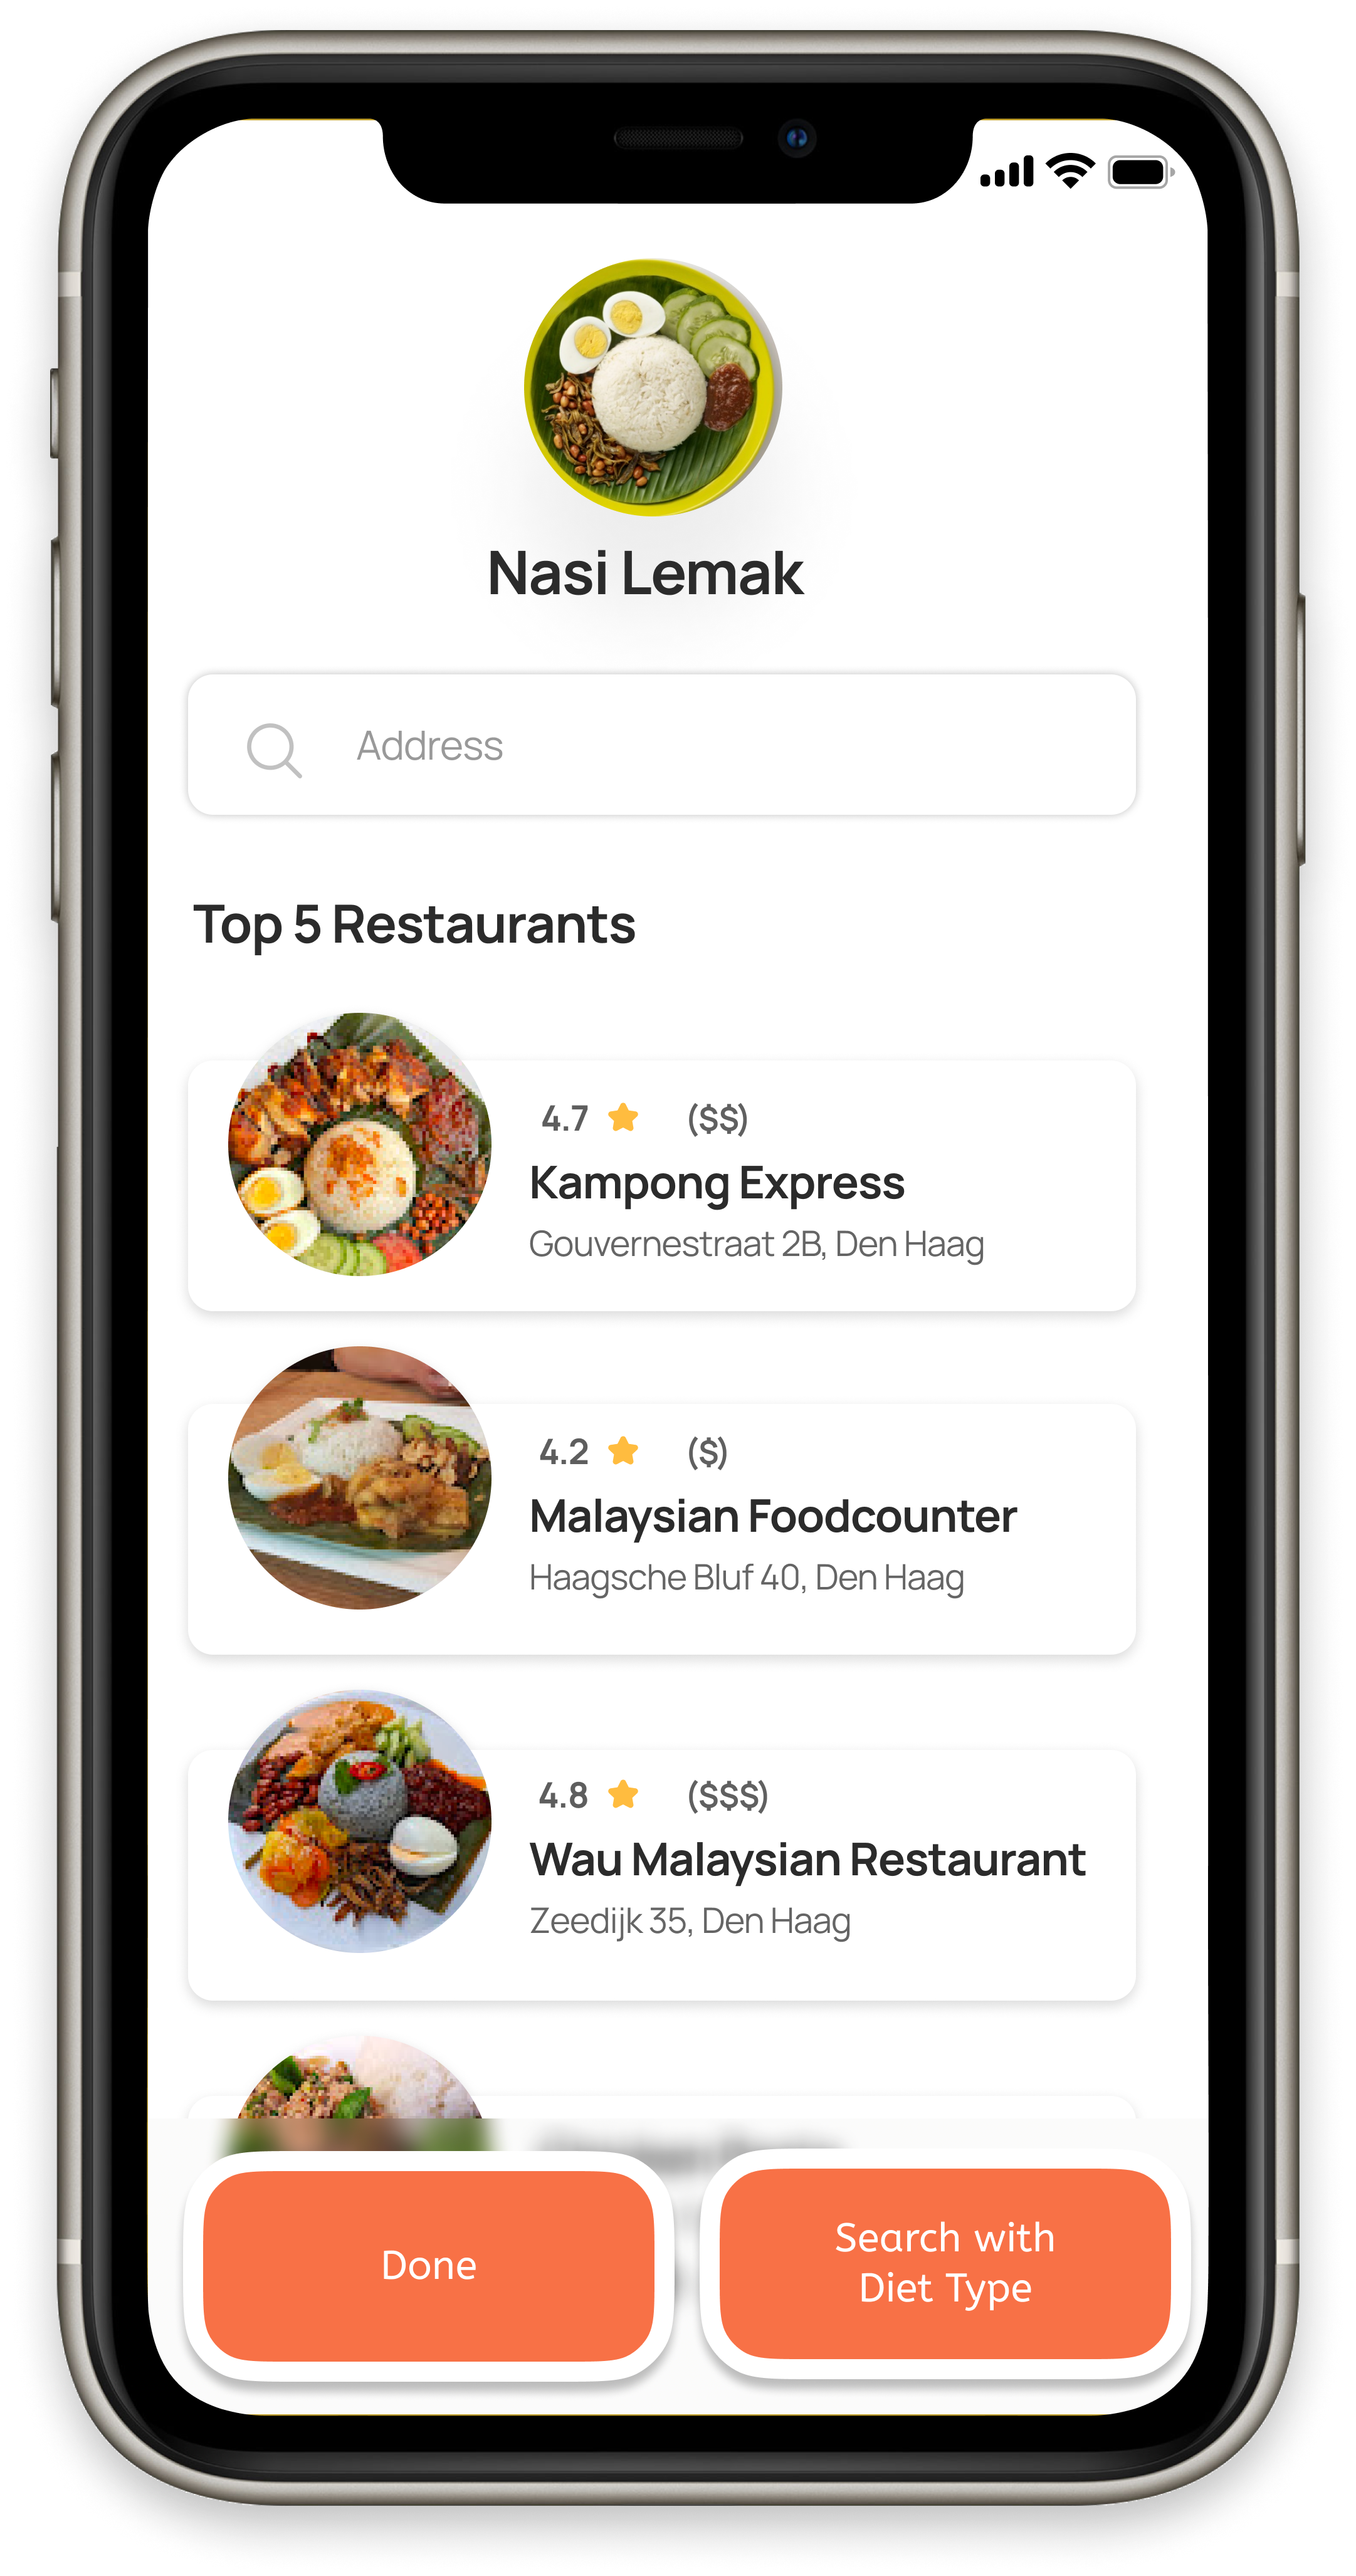 Nasi Lemak
Address
Top 5 Restaurants
4.7 ($$)
Kampong Express
Gouvernestraat 2B, Den Haag
4.2 ($)
Malaysian Foodcounter
Haagsche Bluf 40, Den Haag
4.8 ($$$)
Wau Malaysian Restaurant
Zeedijk 35, Den Haag
Done
Search with
Diet Type